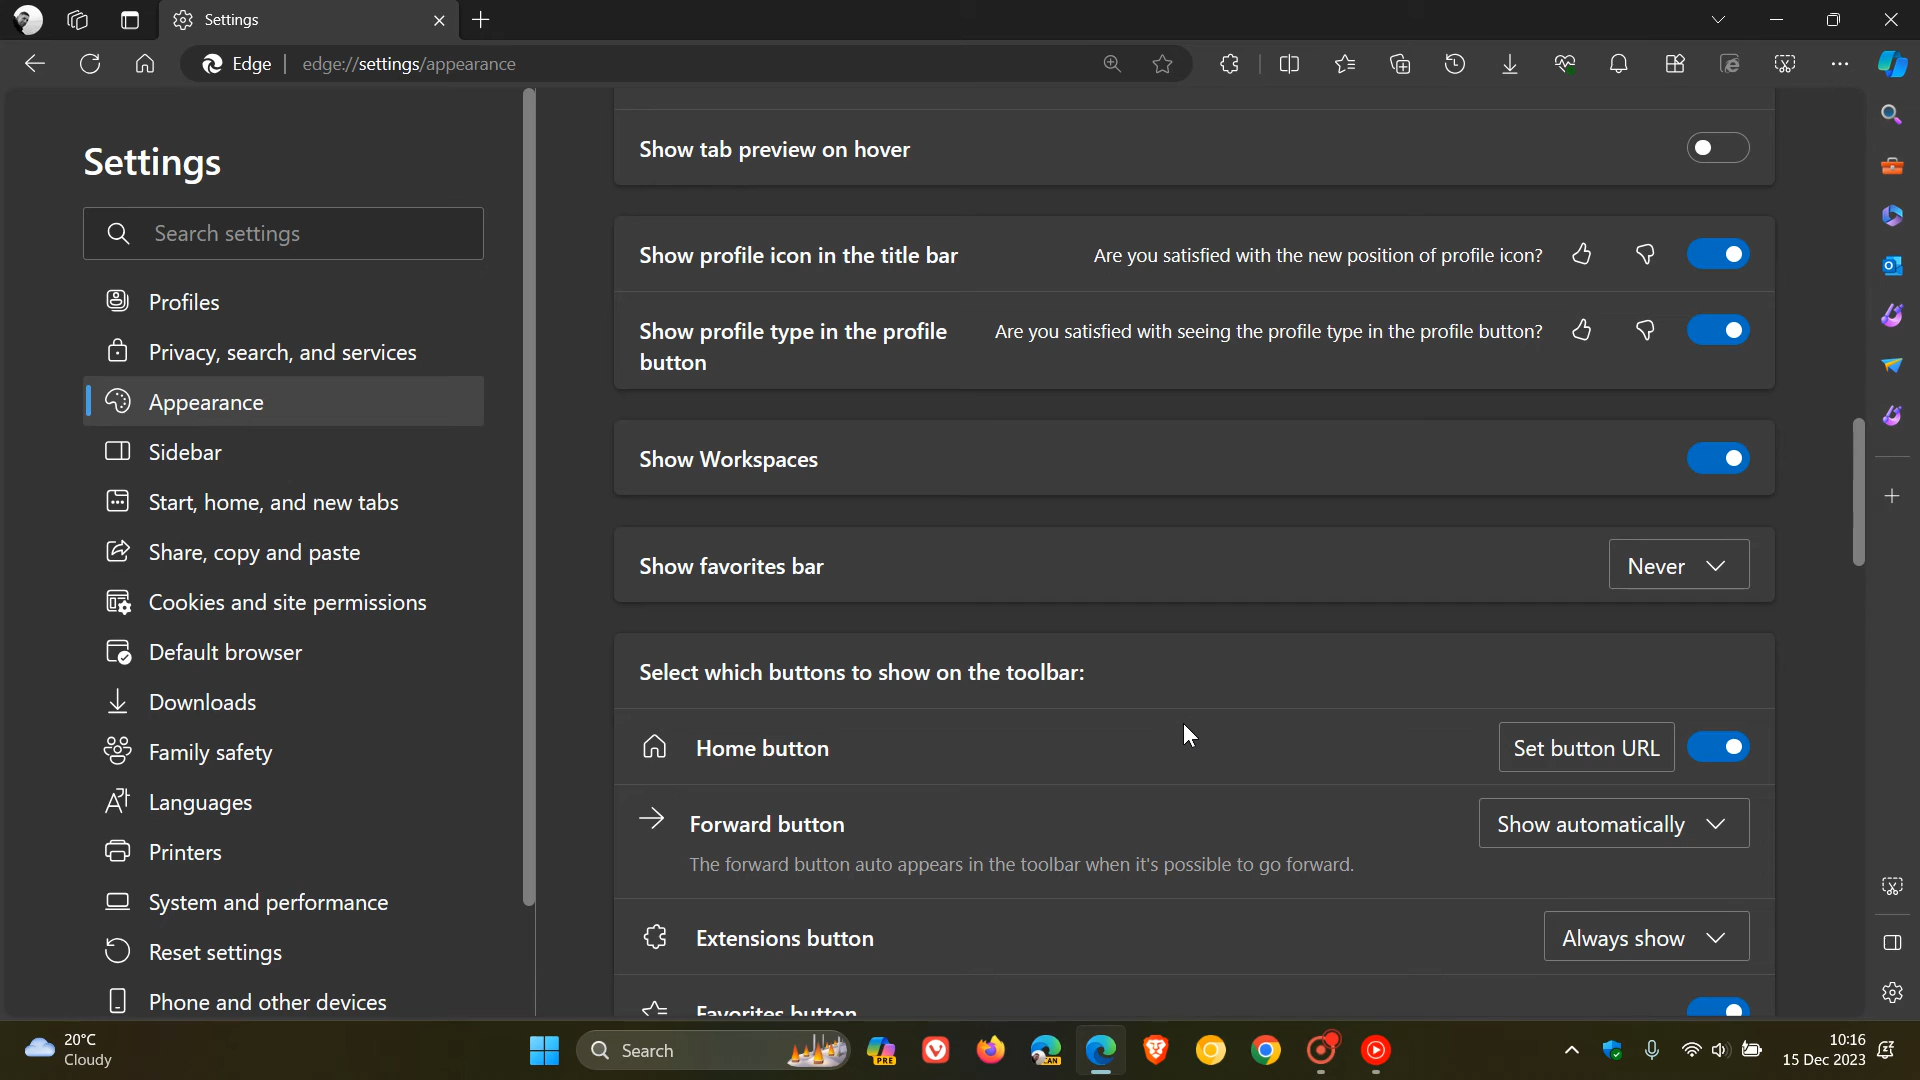 Settings
Edge
edge://settings/appearance
Settings
Search settings
Profiles
Privacy, search, and services
Appearance
Sidebar
Start, home, and new tabs
Share, copy and paste
Cookies and site permissions
Default browser
Downloads
Family safety
Languages
Printers
System and performance
Reset settings
Phone and other devices
Show tab preview on hover
Show profile icon in the title bar
Are you satisfied with the new position of profile icon?
Show profile type in the profile
button
Are you satisfied with seeing the profile type in the profile button?
Show Workspaces
Show favorites bar
Never
Select which buttons to show on the toolbar:
Home button
Set button URL
Forward button
Show automatically
The forward button auto appears in the toolbar when it's possible to go forward.
Extensions button
Always show
Favorites button
20°C
Cloudy
Search
PRE
CAN
10:16
15 Dec 2023